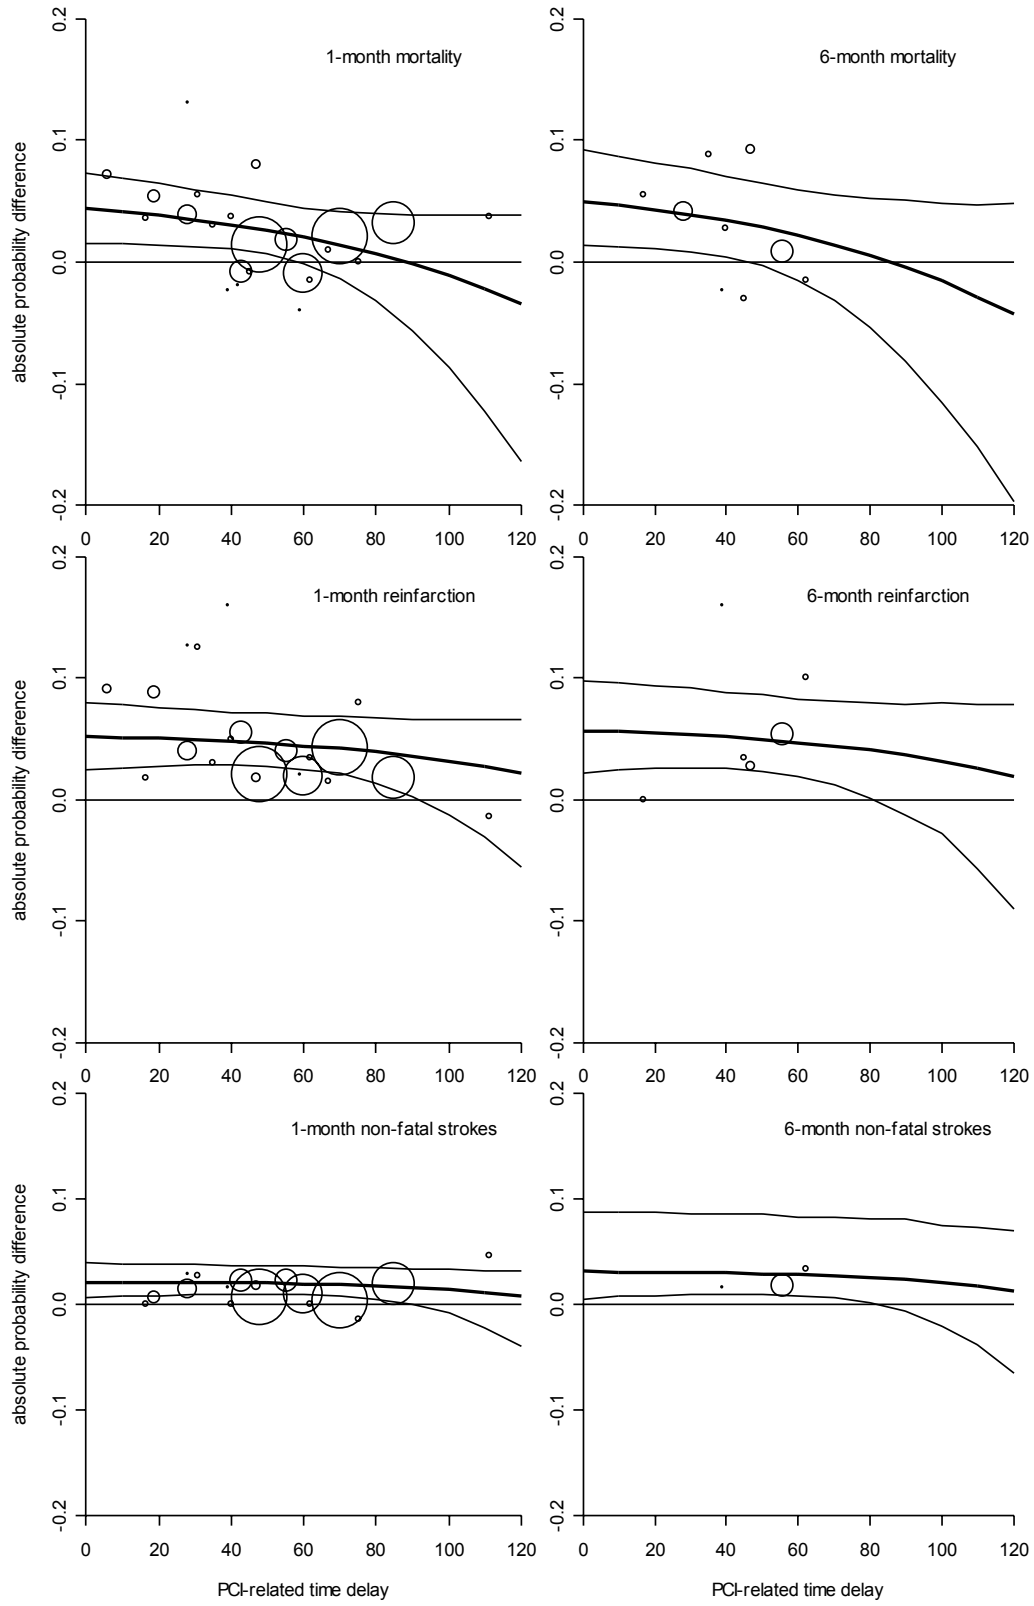 1-month mortality
absolute probability difference
0.2
0.1
0.0
-0.1
-0.2
0 20 40 60 80 100 120
6-month mortality
0.2
0.1
0.0
-0.1
-0.2
0 20 40 60 80 100 120
1-month reinfarction
absolute probability difference
0.2
0.1
0.0
-0.1
-0.2
0 20 40 60 80 100 120
6-month reinfarction
0.2
0.1
0.0
-0.1
-0.2
0 20 40 60 80 100 120
1-month non-fatal strokes
absolute probability difference
0.2
0.1
0.0
-0.1
-0.2
0 20 40 60 80 100 120
PCI-related time delay
6-month non-fatal strokes
0.2
0.1
0.0
-0.1
-0.2
0 20 40 60 80 100 120
PCI-related time delay